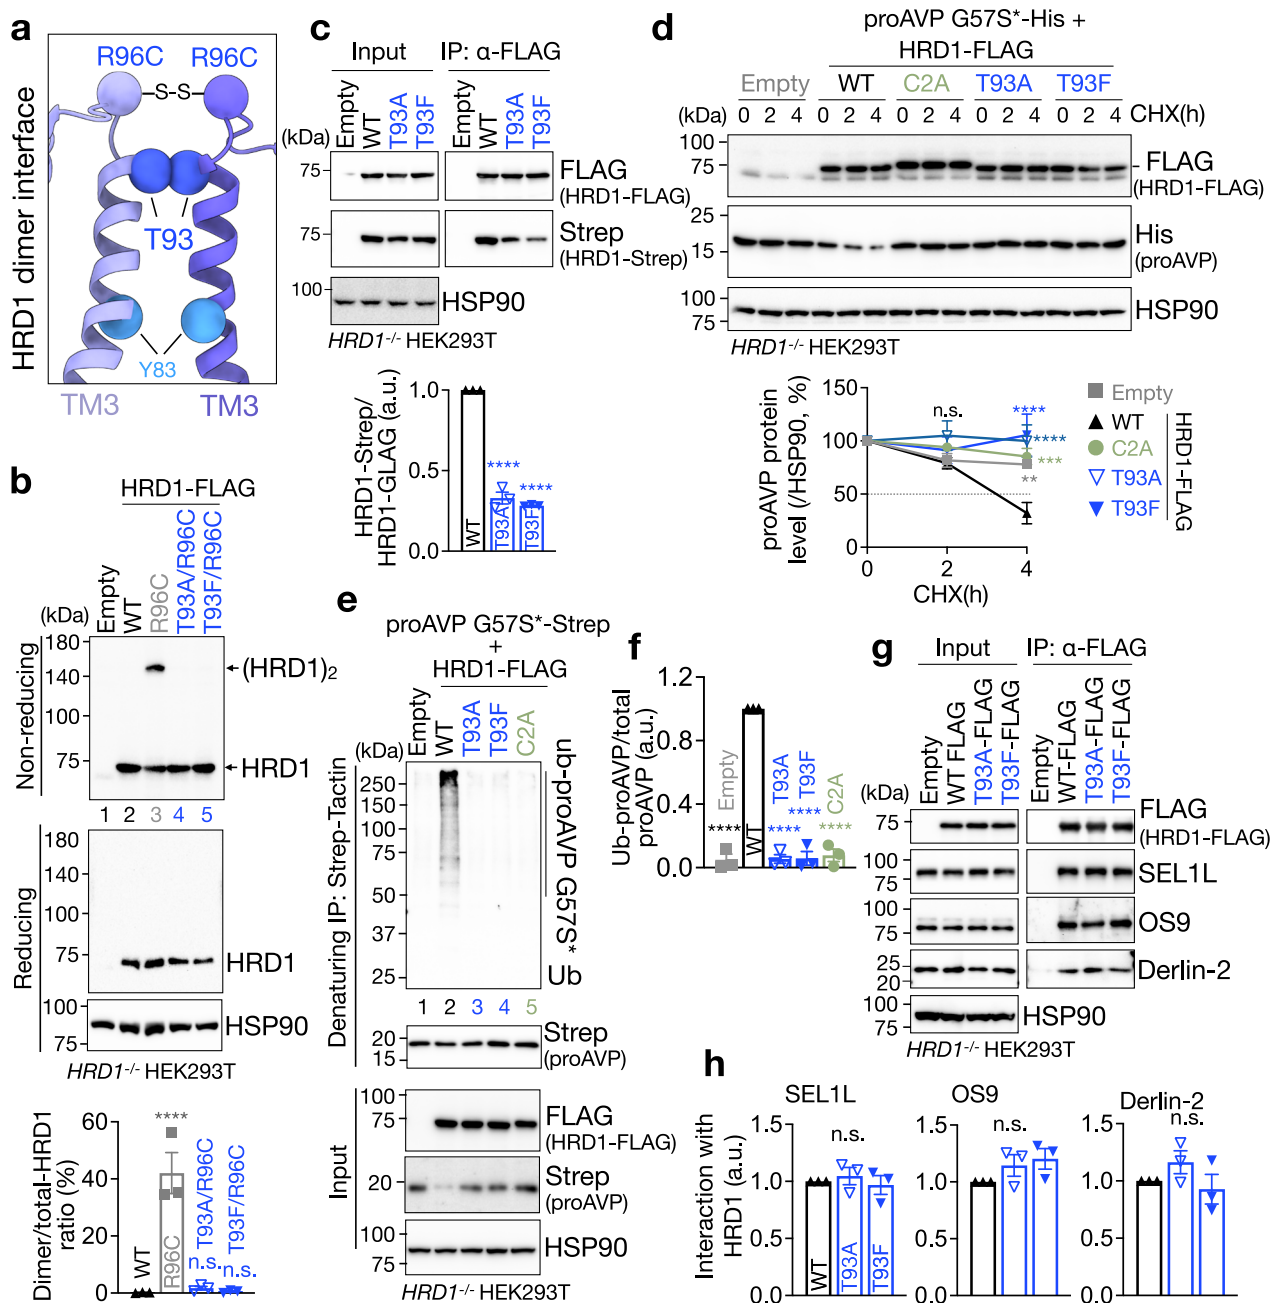 a
HRD1 dimer interface
R96C
R96C
S-S
T93
Y83
TM3
TM3
b
HRD1-FLAG
Empty
WT
R96C
T93A/R96C
T93F/R96C
(kDa)
Non-reducing
180
140
100
75
(HRD1)2
HRD1
1 2 3 4 5
Reducing
180
140
100
75
HRD1
100
75
HSP90
HRD1-/- HEK293T
Dimer/total-HRD1
ratio (%)
60
40
20
0
****
n.s.
n.s.
WT
R96C
T93A/R96C
T93F/R96C
c
Input
IP: α-FLAG
Empty
WT
T93A
T93F
Empty
WT
T93A
T93F
(kDa)
75
FLAG
(HRD1-FLAG)
75
Strep
(HRD1-Strep)
100
HSP90
HRD1-/- HEK293T
HRD1-Strep/
HRD1-GLAG (a.u.)
1.0
0.5
0.0
****
****
WT
T93A
T93F
d
proAVP G57S*-His +
HRD1-FLAG
Empty
WT
C2A
T93A
T93F
(kDa)
0 2 4 0 2 4 0 2 4 0 2 4 0 2 4 CHX(h)
100
75
FLAG
(HRD1-FLAG)
20
15
His
(proAVP)
100
75
HSP90
HRD1-/- HEK293T
proAVP protein
level (/HSP90, %)
150
100
50
0
n.s.
****
****
***
**
0 2 4
CHX(h)
Empty
WT
C2A
T93A
T93F
HRD1-FLAG
e
proAVP G57S*-Strep
+
HRD1-FLAG
Empty
WT
T93A
T93F
C2A
(kDa)
Denaturing IP: Strep-Tactin
250
150
100
75
50
37
25
ub-proAVP G57S*
Ub
1 2 3 4 5
20
15
Strep
(proAVP)
Input
100
75
FLAG
(HRD1-FLAG)
20
Strep
(proAVP)
100
75
HSP90
HRD1-/- HEK293T
f
Ub-proAVP/total
proAVP (a.u.)
1.2
0.8
0.4
0.0
Empty
WT
T93A
T93F
C2A
****
****
****
****
g
Input
IP: α-FLAG
Empty
WT FLAG
T93A-FLAG
T93F-FLAG
Empty
WT-FLAG
T93A-FLAG
T93F-FLAG
(kDa)
75
FLAG
(HRD1-FLAG)
100
75
SEL1L
100
75
OS9
25
20
Derlin-2
100
75
HSP90
HRD1-/- HEK293T
h
Interaction with
HRD1 (a.u.)
SEL1L
1.5
1.0
0.5
0.0
n.s.
WT
T93A
T93F
OS9
1.5
1.0
0.5
0.0
n.s.
Derlin-2
1.5
1.0
0.5
0.0
n.s.